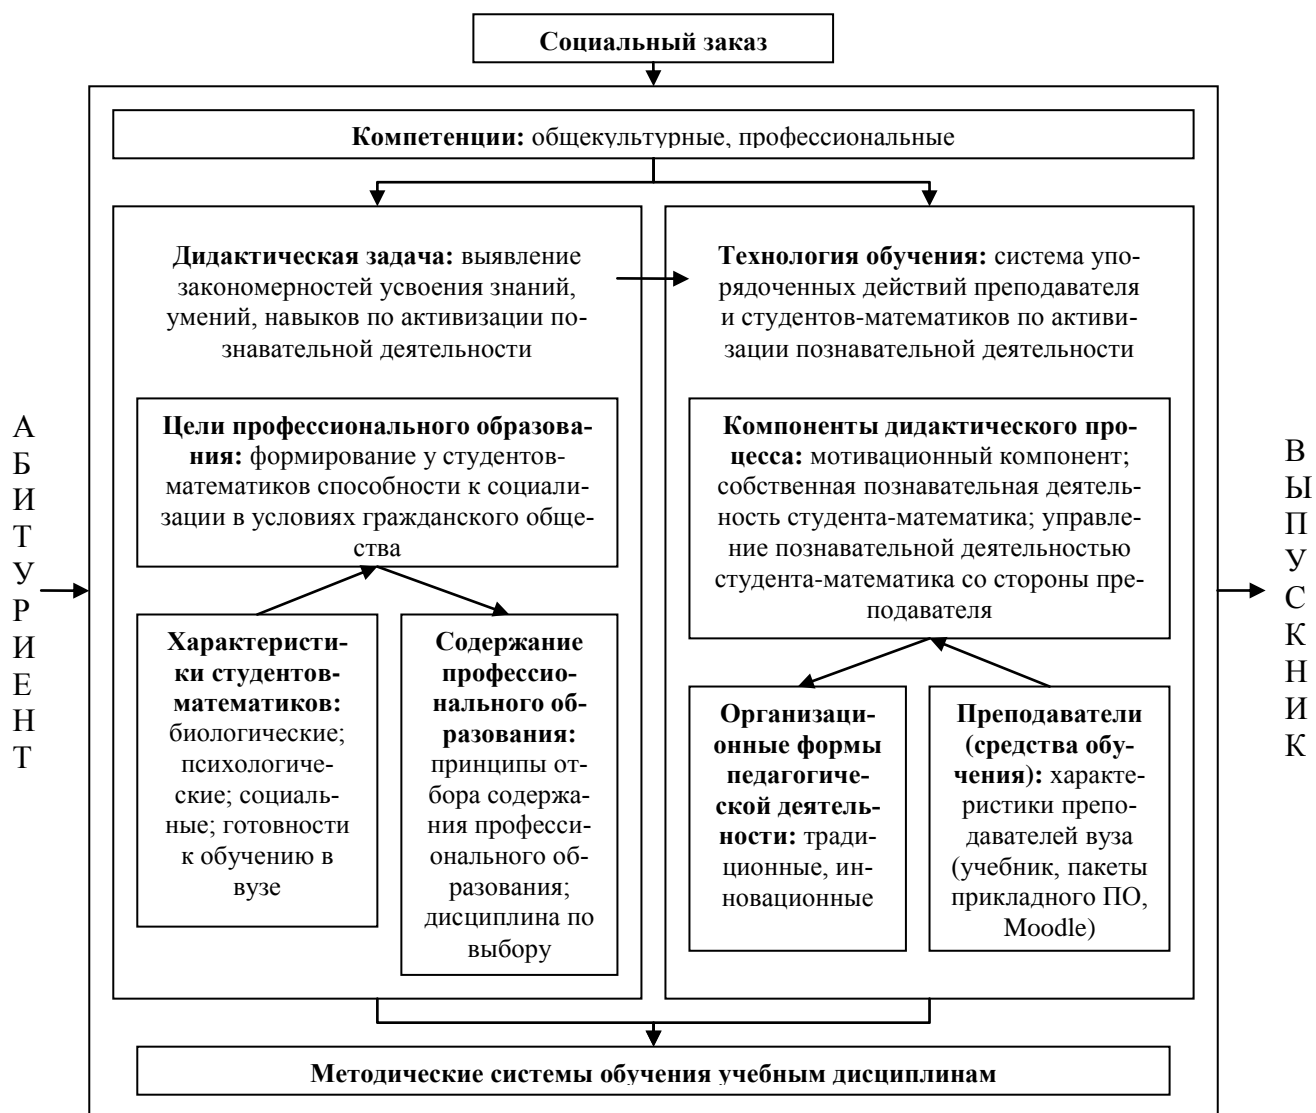 Социальный заказ
Компетенции: общекультурные, профессиональные
Дидактическая задача: выявление
закономерностей усвоения знаний,
умений, навыков по активизации по-
знавательной деятельности
Технология обучения: система упо-
рядоченных действий преподавателя
и студентов-математиков по активи-
зации познавательной деятельности
АБИТУРИЕНТ
Цели профессионального образова-
ния: формирование у студентов-
математиков способности к социали-
зации в условиях гражданского обще-
ства
Компоненты дидактического про-
цесса: мотивационный компонент;
собственная познавательная деятель-
ность студента-математика; управле-
ние познавательной деятельностью
студента-математика со стороны пре-
подавателя
ВЫПУСКНИК
Характеристи-
ки студентов-
математиков:
биологические;
психологиче-
ские; социаль-
ные; готовности
к обучению в
вузе
Содержание
профессио-
нального об-
разования:
принципы от-
бора содержа-
ния професси-
онального об-
разования;
дисциплина по
выбору
Организаци-
онные формы
педагогиче-
ской деятель-
ности: тради-
ционные, ин-
новационные
Преподаватели
(средства обу-
чения): характе-
ристики препо-
давателей вуза
(учебник, пакеты
прикладного ПО,
Moodle)
Методические системы обучения учебным дисциплинам